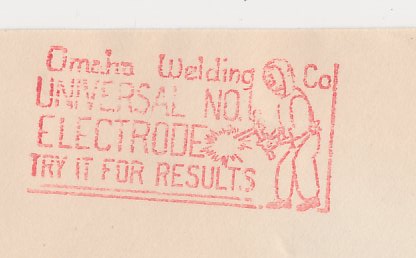 Omaha Welding Co
UNIVERSAL NO. 1
ELECTRODE
TRY IT FOR RESULTS